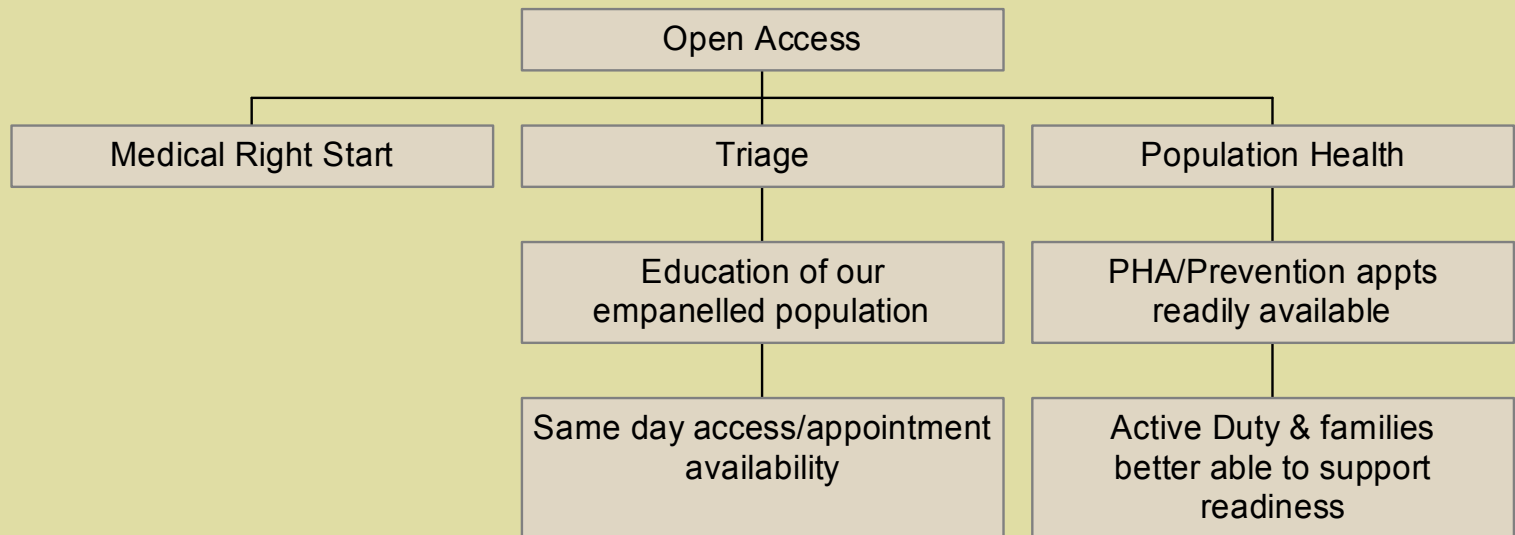 Open Access
Medical Right Start
Triage
Population Health
Education of our
empanelled population
PHA/Prevention appts
readily available
Same day access/appointment
availability
Active Duty & families
better able to support
readiness